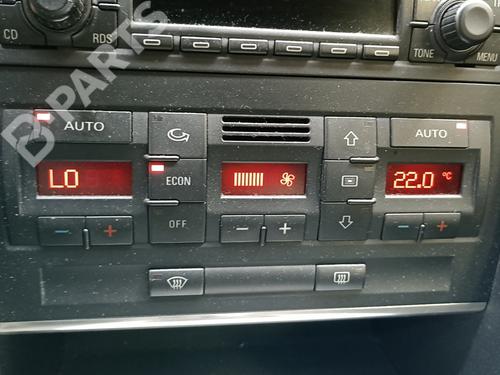 CD
RDS
TONE
MENU
AUTO
AUTO
LO
ECON
22.0 °C
OFF
- +
- +
- +
B-PARTS